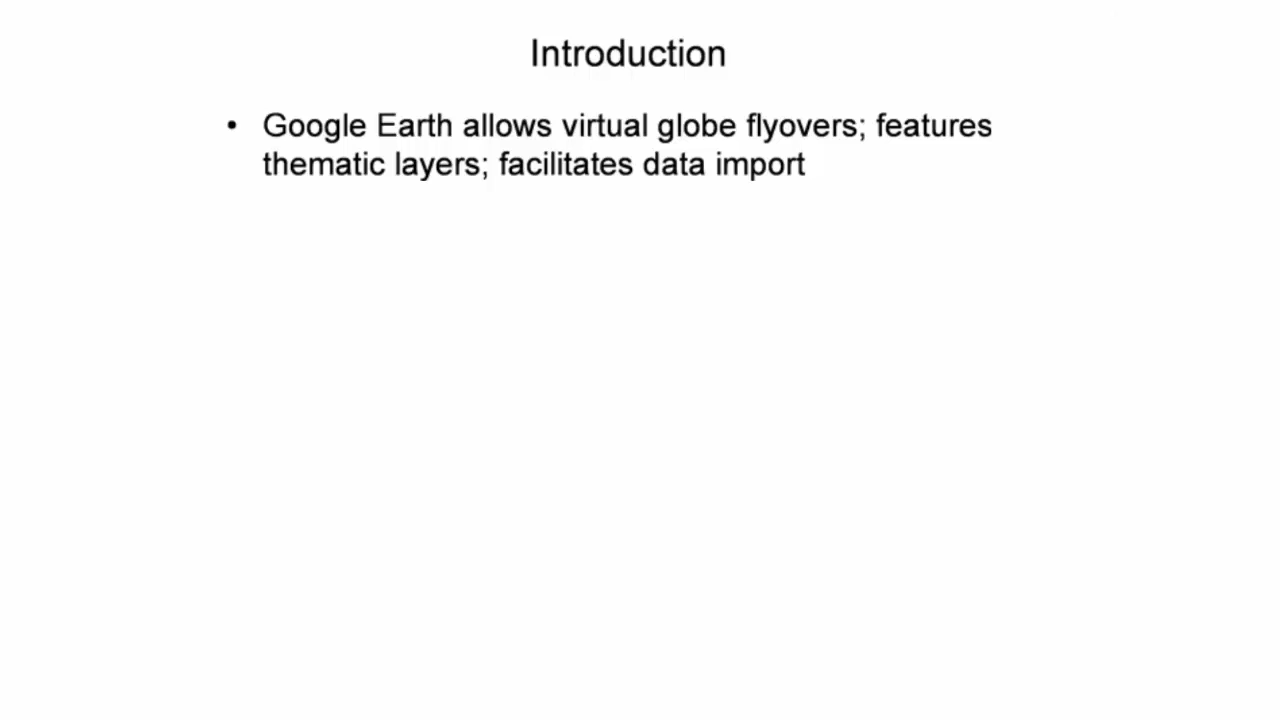 Introduction
• Google Earth allows virtual globe flyovers; features
thematic layers; facilitates data import